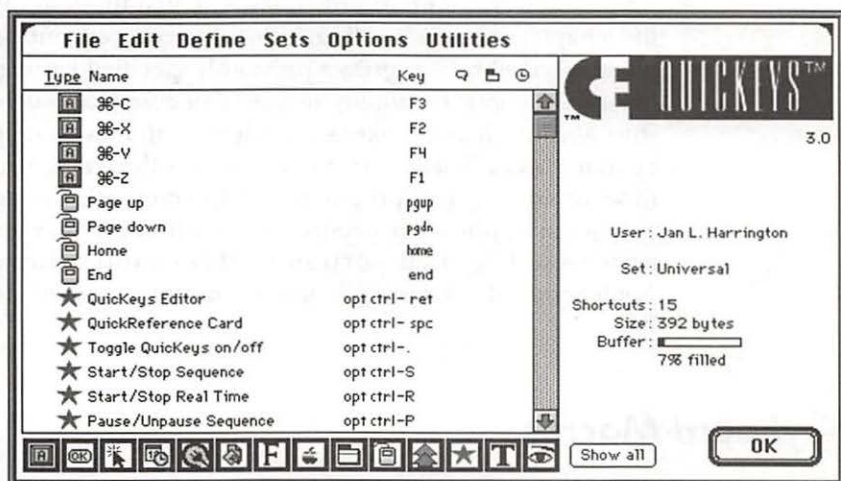 File Edit Define Sets Options Utilities
Type Name Key
⌘-C F3
⌘-X F2
⌘-V F4
⌘-Z F1
Page up pgup
Page down pgdn
Home home
End end
QuicKeys Editor opt ctrl- ret
QuickReference Card opt ctrl- spc
Toggle QuicKeys on/off opt ctrl-.
Start/Stop Sequence opt ctrl-S
Start/Stop Real Time opt ctrl-R
Pause/Unpause Sequence opt ctrl-P
OK F T
Show all
QUICKEYS™
™
3.0
User: Jan L. Harrington
Set: Universal
Shortcuts: 15
Size: 392 bytes
Buffer:
7% filled
OK